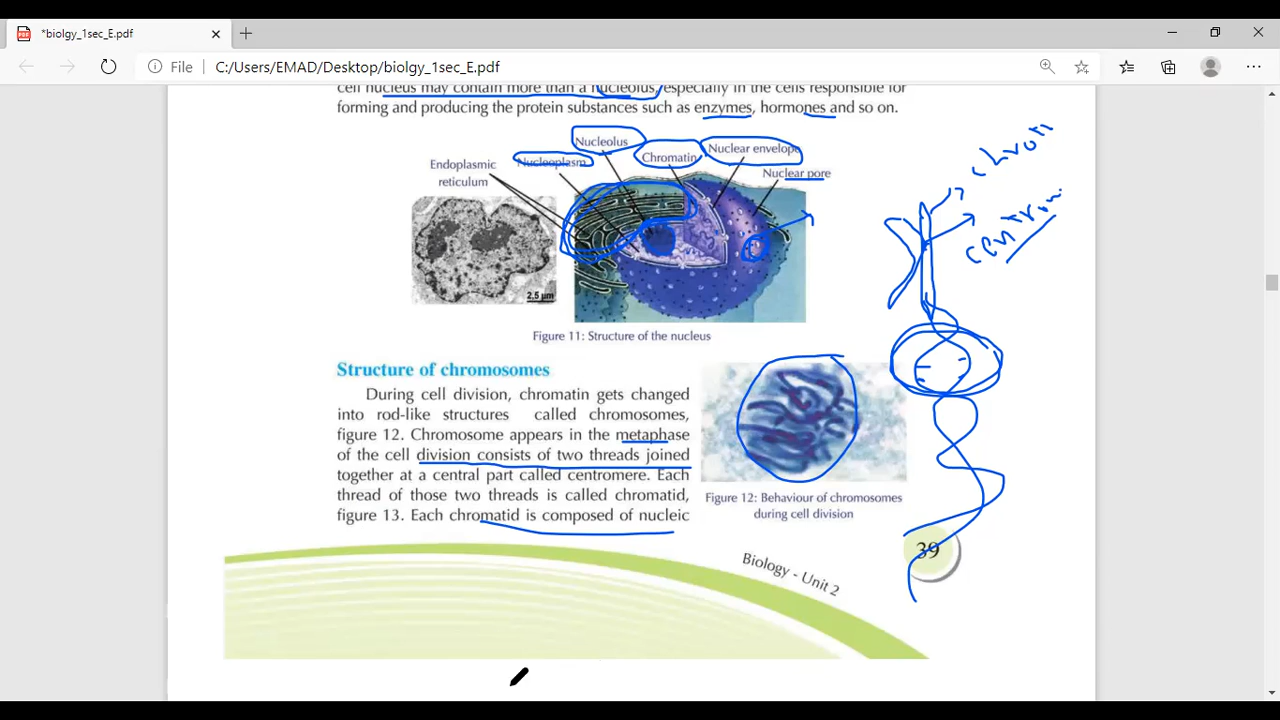 *biolgy_1sec_E.pdf
File C:/Users/EMAD/Desktop/biolgy_1sec_E.pdf
cell nucleus may contain more than a nucleolus, especially in the cells responsible
for forming and producing the protein substances such as enzymes, hormones and so on.
Nucleolus
Nuclear envelope
Nucleoplasm
Chromatin
Endoplasmic
reticulum
Nuclear pore
2,5 µm
Figure 11: Structure of the nucleus
Structure of chromosomes
During cell division, chromatin gets changed
into rod-like structures called chromosomes,
figure 12. Chromosome appears in the metaphase
of the cell division consists of two threads joined
together at a central part called centromere. Each
thread of those two threads is called chromatid,
figure 13. Each chromatid is composed of nucleic
Figure 12: Behaviour of chromosomes
during cell division
39
Biology - Unit 2